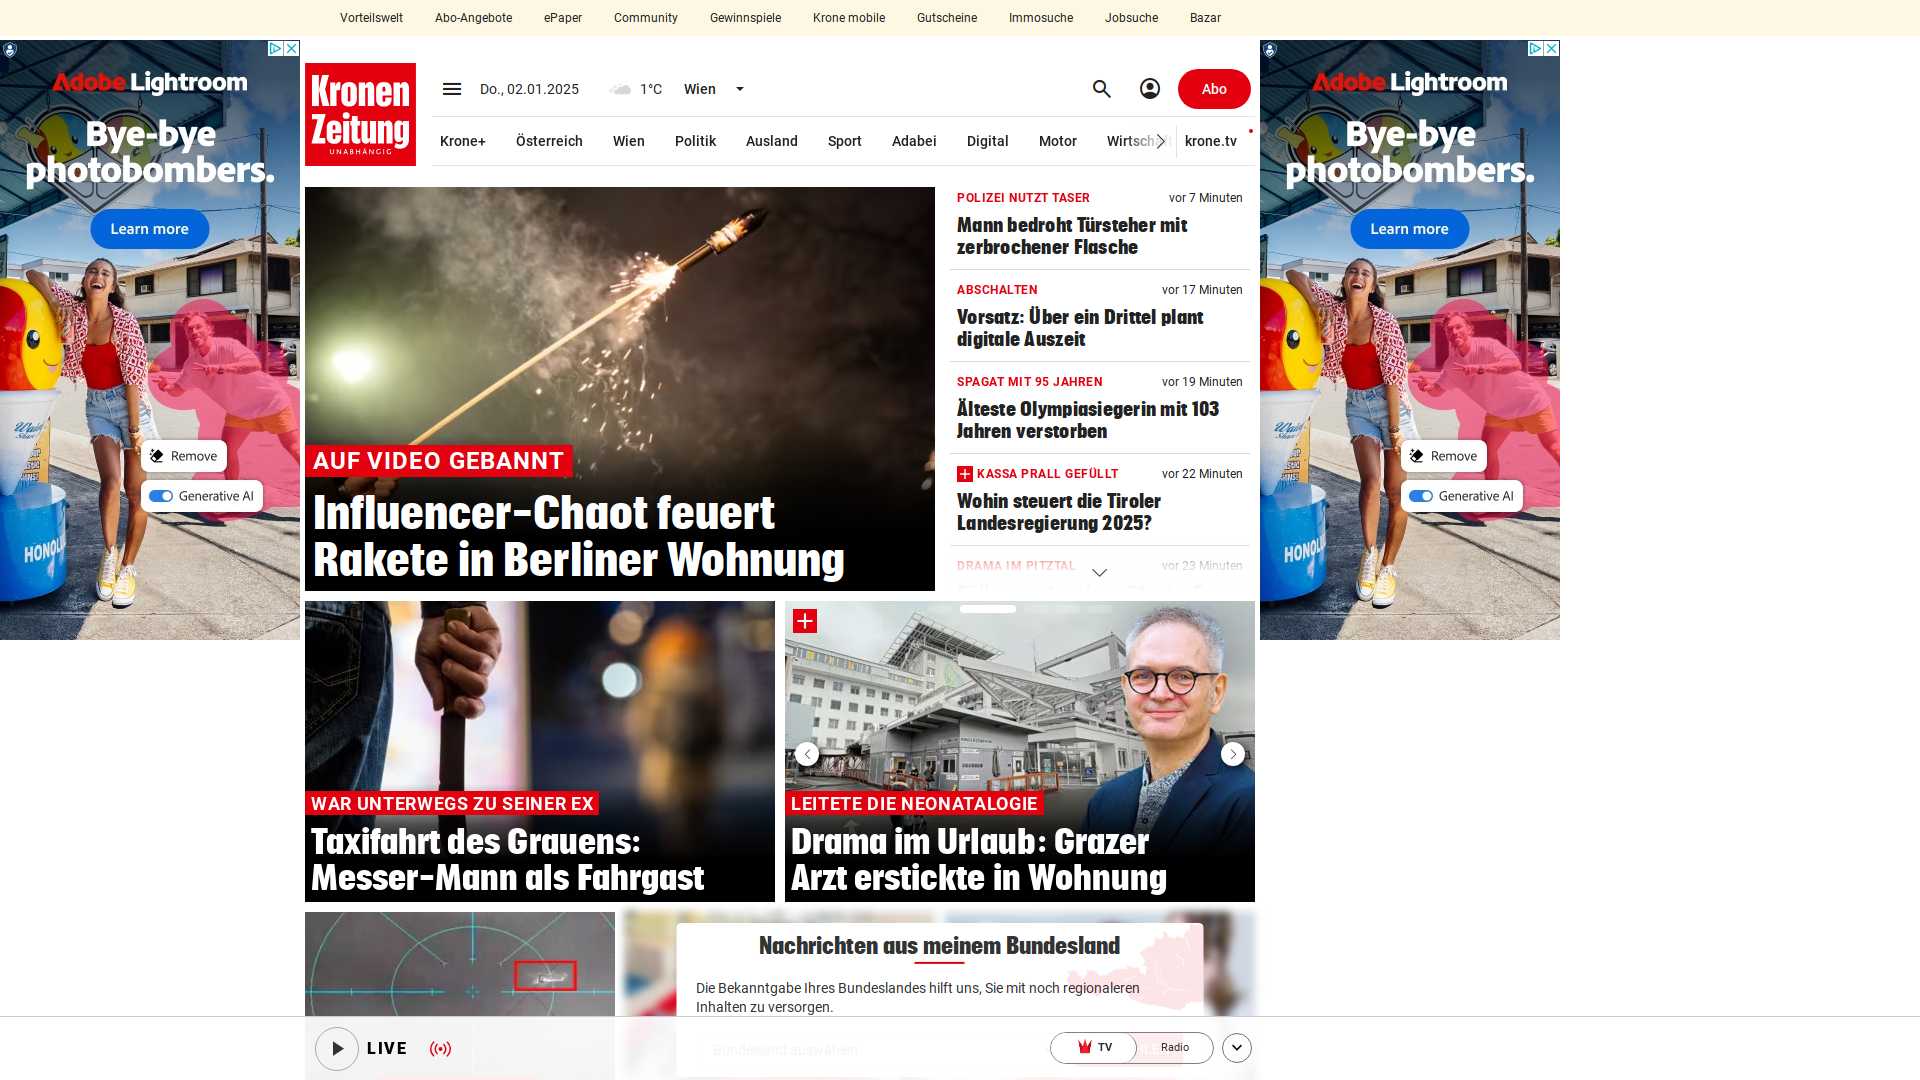 Vorteilswelt Abo-Angebote ePaper Community Gewinnspiele Krone mobile Gutscheine Immosuche Jobsuche Bazar
Adobe Lightroom
Bye-bye
photobombers.
Learn more
Remove
Generative AI
HONOL
Kronen
Zeitung
UNABHÄNGIG
Do., 02.01.2025 1°C Wien
Abo
Krone+ Österreich Wien Politik Ausland Sport Adabei Digital Motor Wirtsch krone.tv
AUF VIDEO GEBANNT
Influencer-Chaot feuert
Rakete in Berliner Wohnung
POLIZEI NUTZT TASER vor 7 Minuten
Mann bedroht Türsteher mit
zerbrochener Flasche
ABSCHALTEN vor 17 Minuten
Vorsatz: Über ein Drittel plant
digitale Auszeit
SPAGAT MIT 95 JAHREN vor 19 Minuten
Älteste Olympiasiegerin mit 103
Jahren verstorben
KASSA PRALL GEFÜLLT vor 22 Minuten
Wohin steuert die Tiroler
Landesregierung 2025?
DRAMA IM PITZTAL vor 23 Minuten
WAR UNTERWEGS ZU SEINER EX
Taxifahrt des Grauens:
Messer-Mann als Fahrgast
LEITETE DIE NEONATALOGIE
Drama im Urlaub: Grazer
Arzt erstickte in Wohnung
Adobe Lightroom
Bye-bye
photobombers.
Learn more
Remove
Generative AI
HONOL
Nachrichten aus meinem Bundesland
Die Bekanntgabe Ihres Bundeslandes hilft uns, Sie mit noch regionaleren
Inhalten zu versorgen.
Bundesland auswählen
LIVE
TV Radio